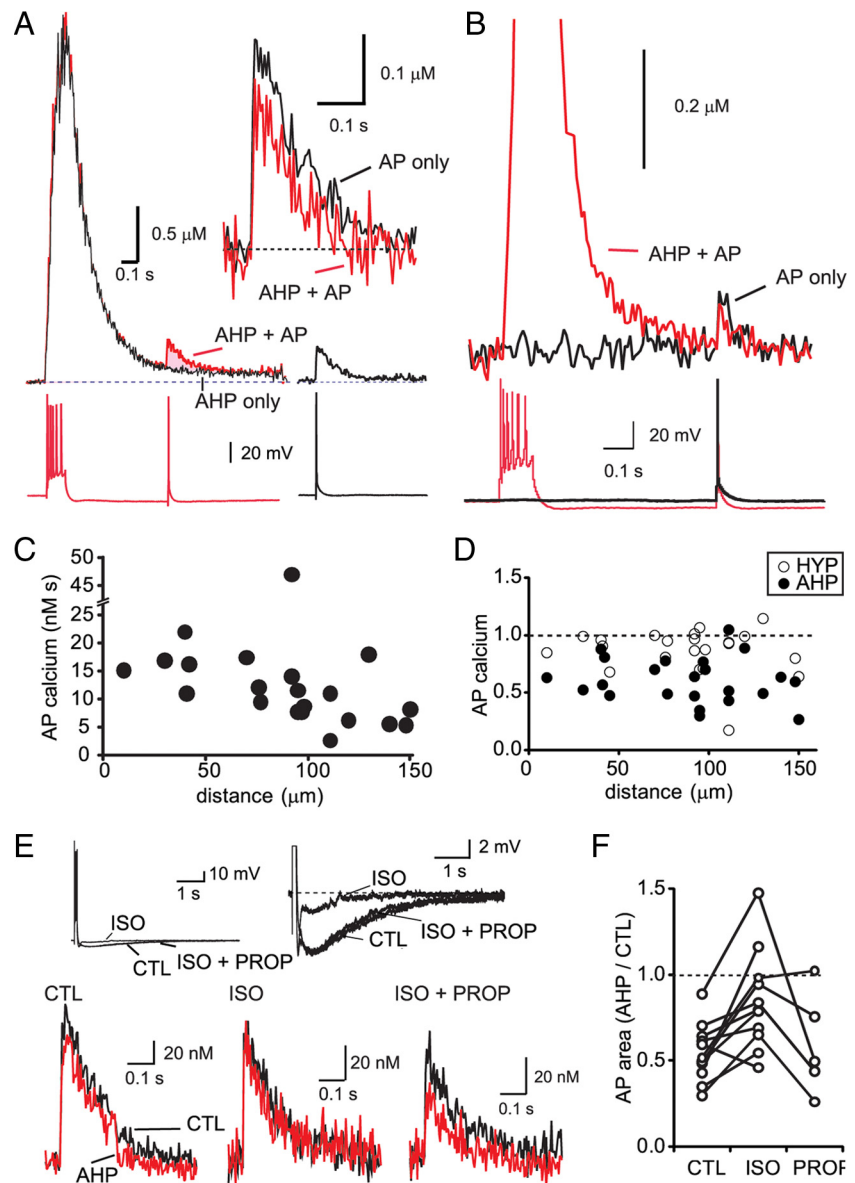 A
0.1 μM
0.1 s
AP only
AHP + AP
0.5 μM
0.1 s
AHP + AP
AHP only
20 mV
B
0.2 μM
AHP + AP
AP only
20 mV
0.1 s
C
AP calcium (nM s)
50
45
25
20
15
10
5
0
0
50
100
150
distance (μm)
D
HYP
AHP
AP calcium
1.5
1.0
0.5
0.0
0
50
100
150
distance (μm)
E
10 mV
1 s
ISO
CTL
ISO + PROP
2 mV
1 s
ISO
CTL
ISO + PROP
CTL
20 nM
0.1 s
CTL
AHP
ISO
20 nM
0.1 s
ISO + PROP
20 nM
0.1 s
F
AP area (AHP / CTL)
1.5
1.0
0.5
0.0
CTL
ISO
PROP